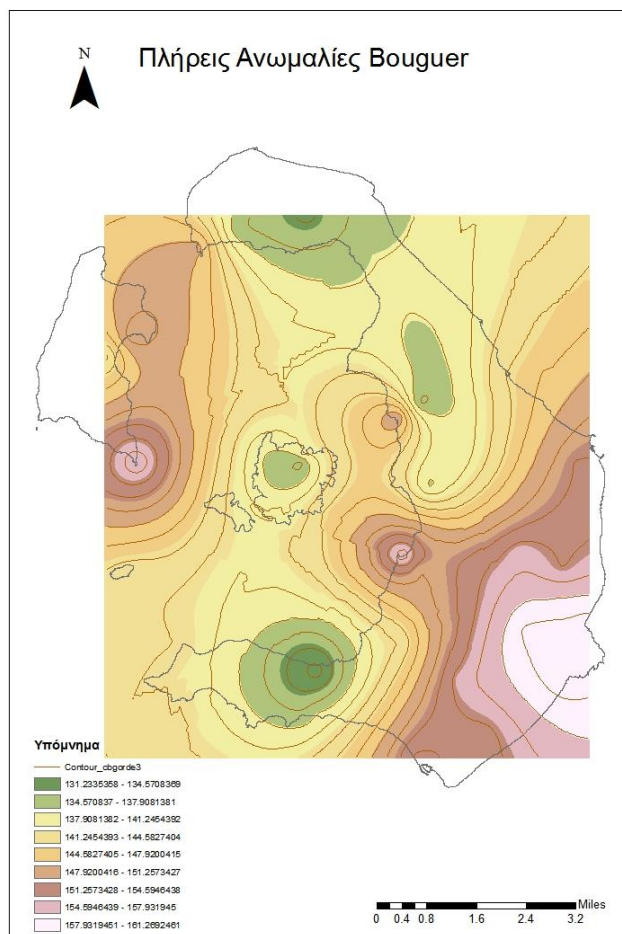 Πλήρεις Ανωμαλίες Bouguer
N
Υπόμνημα
Contour_cbgorde3
131.2335358 - 134.5708369
134.570837 - 137.9081381
137.9081382 - 141.2454392
141.2454393 - 144.5827404
144.5827405 - 147.9200415
147.9200416 - 151.2573427
151.2573428 - 154.5946438
154.5946439 - 157.931945
157.9319451 - 161.2692461
Miles
0 0.4 0.8 1.6 2.4 3.2